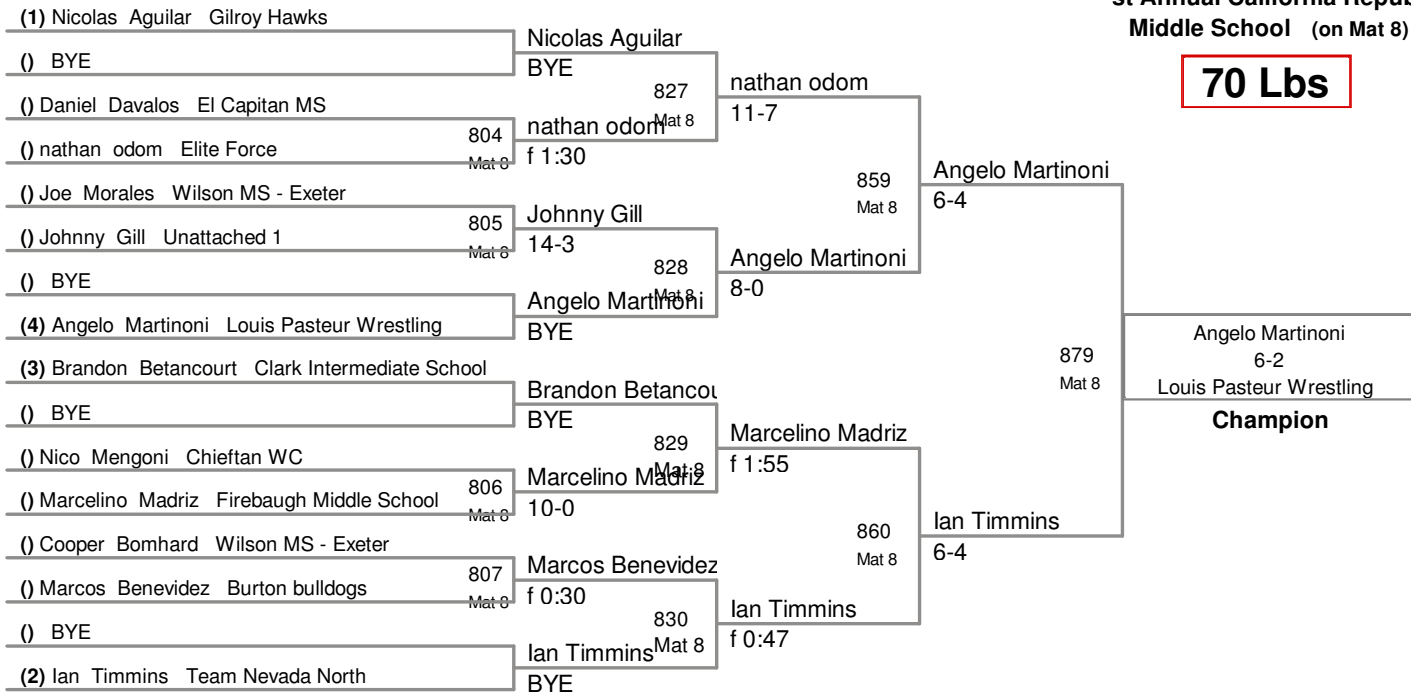 st Annual California Repub
Middle School (on Mat 8)
70 Lbs
(1) Nicolas Aguilar Gilroy Hawks
() BYE
() Daniel Davalos El Capitan MS
() nathan odom Elite Force
() Joe Morales Wilson MS - Exeter
() Johnny Gill Unattached 1
() BYE
(4) Angelo Martinoni Louis Pasteur Wrestling
(3) Brandon Betancourt Clark Intermediate School
() BYE
() Nico Mengoni Chieftan WC
() Marcelino Madriz Firebaugh Middle School
() Cooper Bomhard Wilson MS - Exeter
() Marcos Benevidez Burton bulldogs
() BYE
(2) Ian Timmins Team Nevada North
804
Mat 8
805
Mat 8
806
Mat 8
807
Mat 8
Nicolas Aguilar
BYE
nathan odom
f 1:30
Johnny Gill
14-3
Angelo Martinoni
BYE
Brandon Betancou
BYE
Marcelino Madriz
10-0
Marcos Benevidez
f 0:30
Ian Timmins
BYE
827
Mat 8
828
Mat 8
829
Mat 8
830
Mat 8
nathan odom
11-7
Angelo Martinoni
8-0
Marcelino Madriz
f 1:55
Ian Timmins
f 0:47
859
Mat 8
860
Mat 8
Angelo Martinoni
6-4
Ian Timmins
6-4
879
Mat 8
Angelo Martinoni
6-2
Louis Pasteur Wrestling
Champion